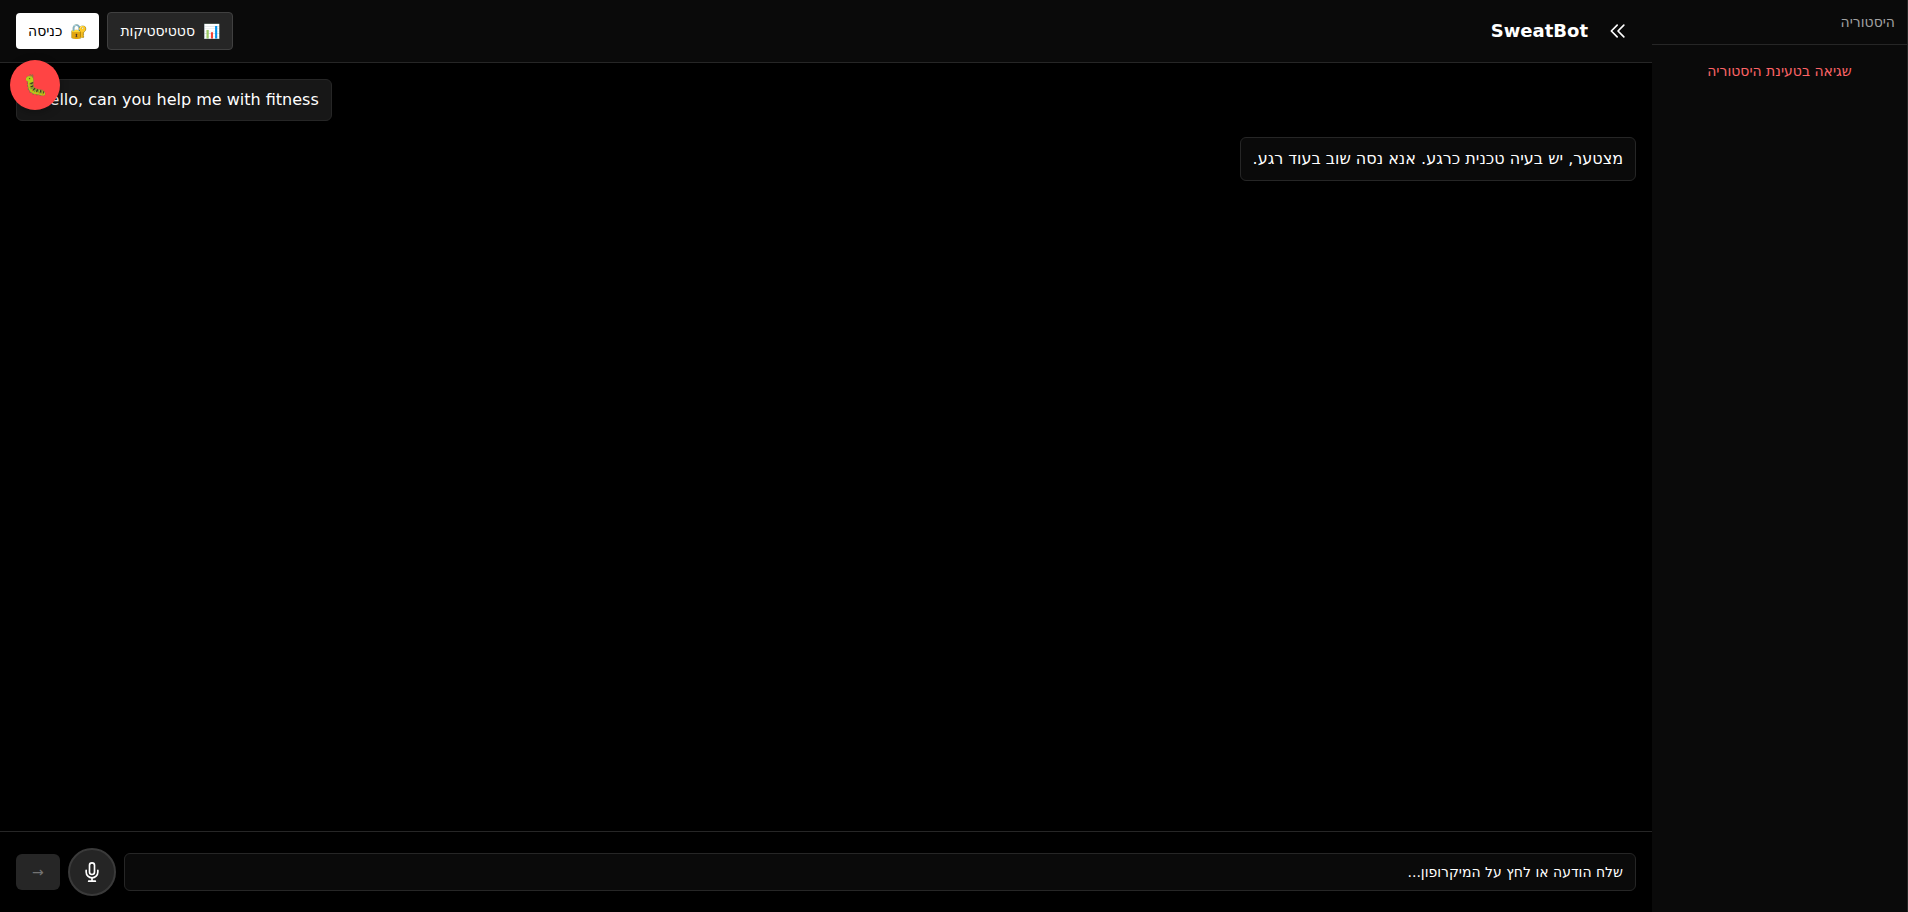 היסטוריה
שגיאה בטעינת היסטוריה
SweatBot
סטטיסטיקות
כניסה
ello, can you help me with fitness
מצטער, יש בעיה טכנית כרגע. אנא נסה שוב בעוד רגע.
שלח הודעה או לחץ על המיקרופון...